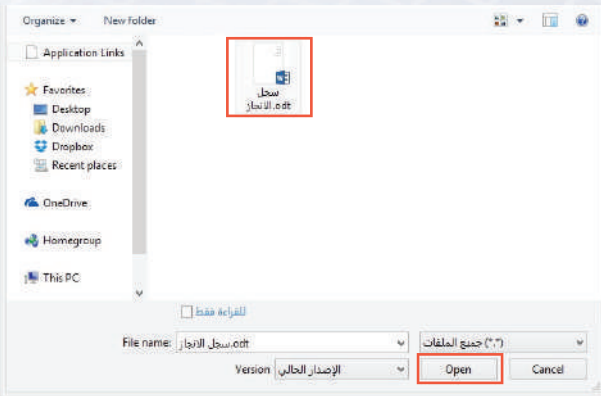 Organize New folder
Application Links
Favorites
Desktop
Downloads
Dropbox
Recent places
OneDrive
Homegroup
This PC
سجل
الانجاز.odt
للقراءة فقط
File name: سجل الانجاز.odt
جميع الملفات (*.*)
Version الإصدار الحالي
Open Cancel